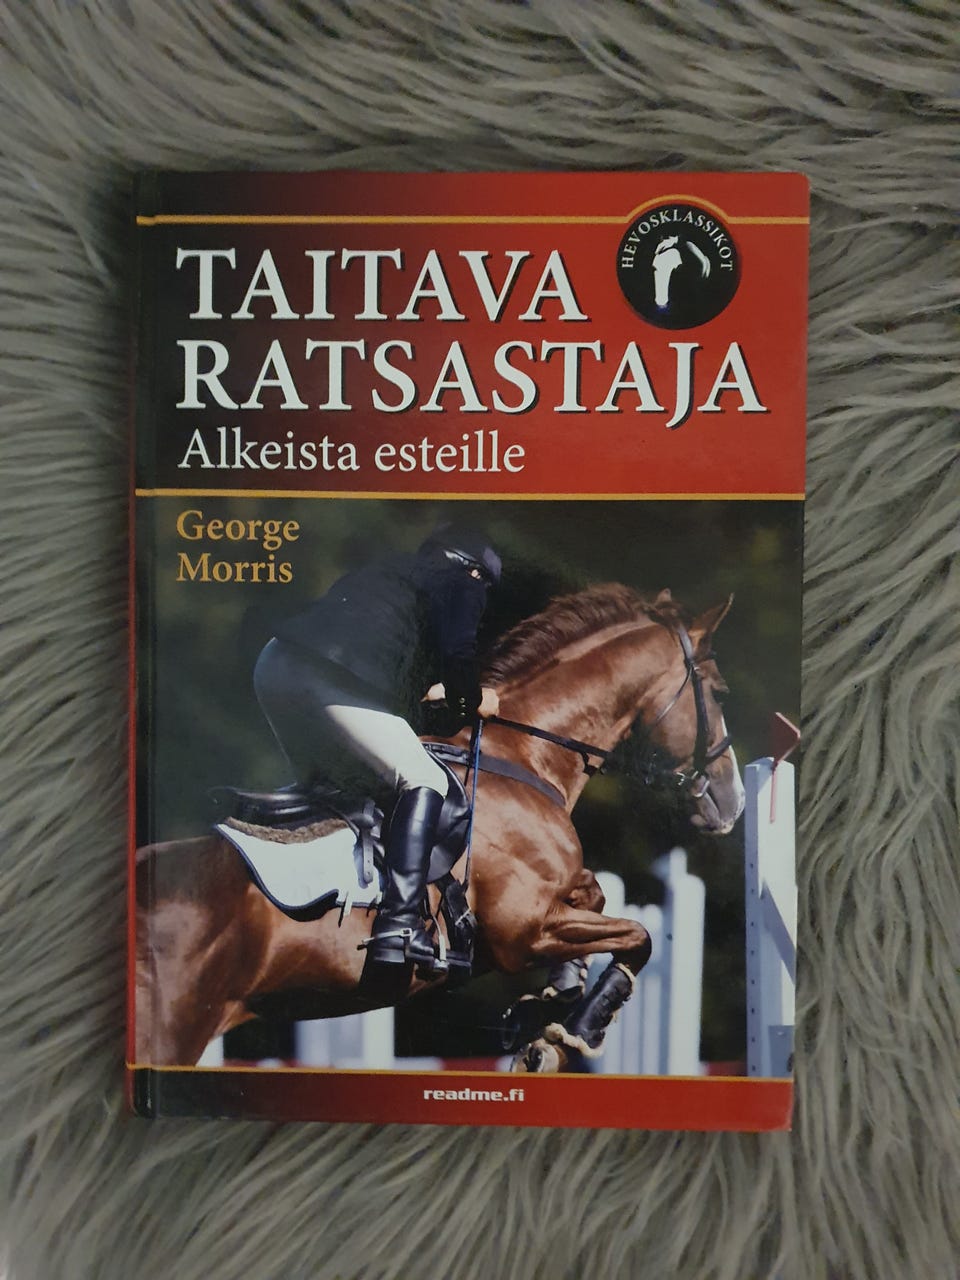 HEVOSKLASSIKOT
TAITAVA
RATSASTAJA
Alkeista esteille
George
Morris
readme.fi